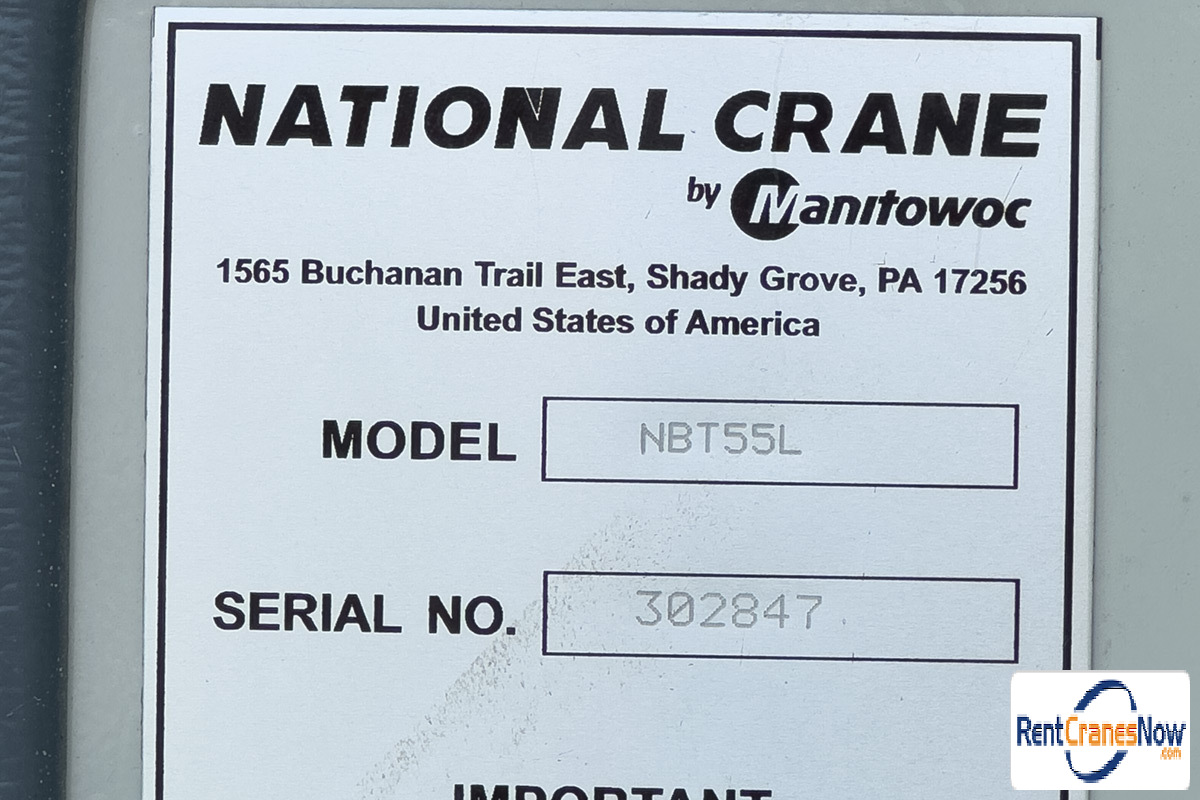 NATIONAL CRANE
by Manitowoc
1565 Buchanan Trail East, Shady Grove, PA 17256
United States of America
MODEL NBT55L
SERIAL NO. 302847
IMPORTANT
RentCranesNow
.com